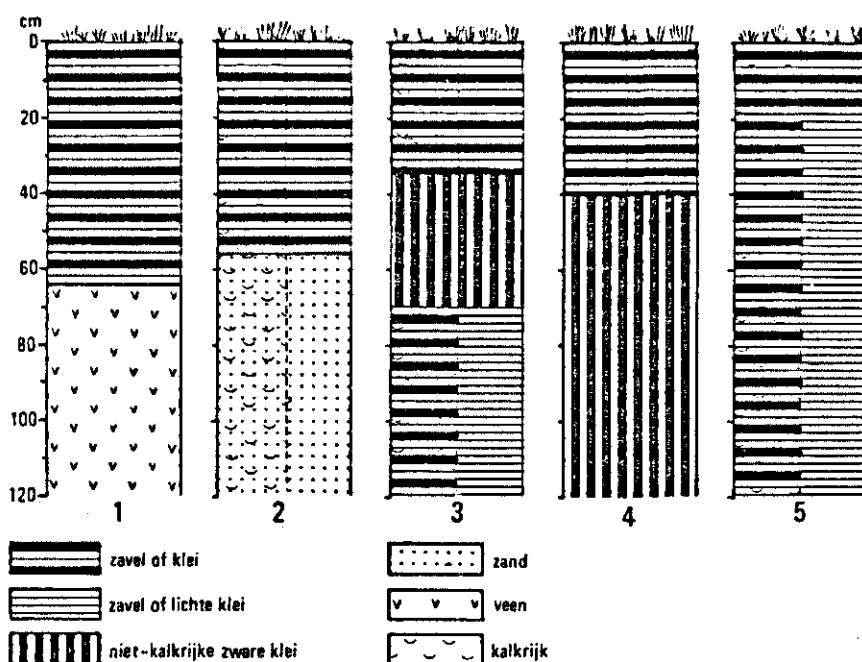 cm
0
20
40
60
80
100
120
1 2 3 4 5
zavel of klei
zavel of lichte klei
niet-kalkrijke zware klei
zand
veen
kalkrijk